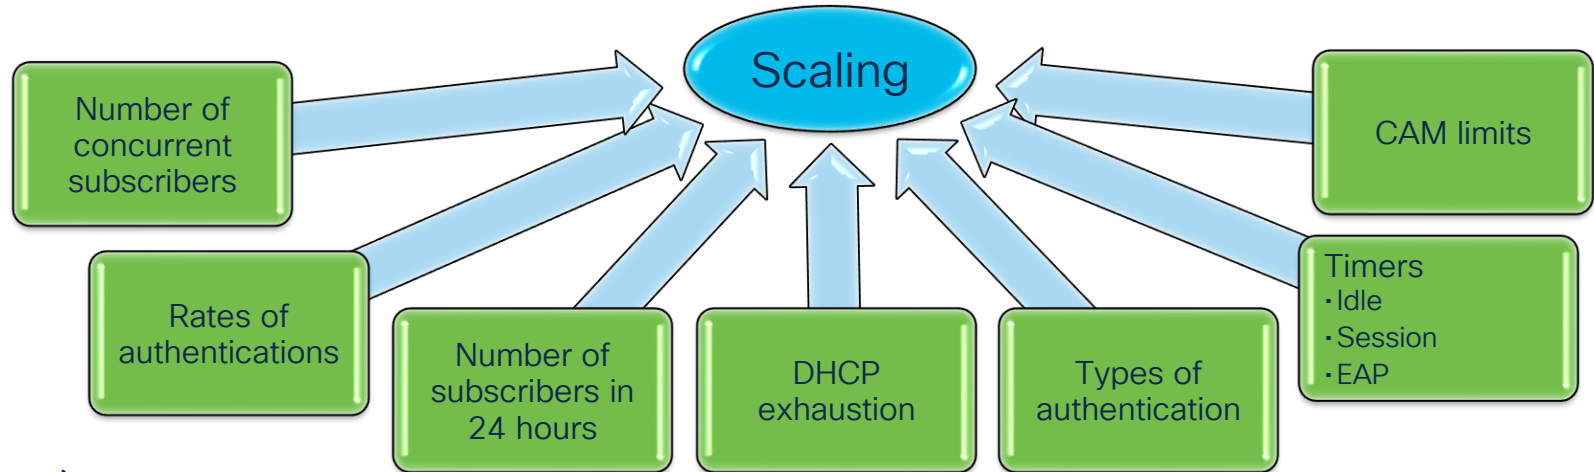 Scaling
Number of
concurrent
subscribers
Rates of
authentications
Number of
subscribers in
24 hours
DHCP
exhaustion
Types of
authentication
Timers
· Idle
· Session
· EAP
CAM limits